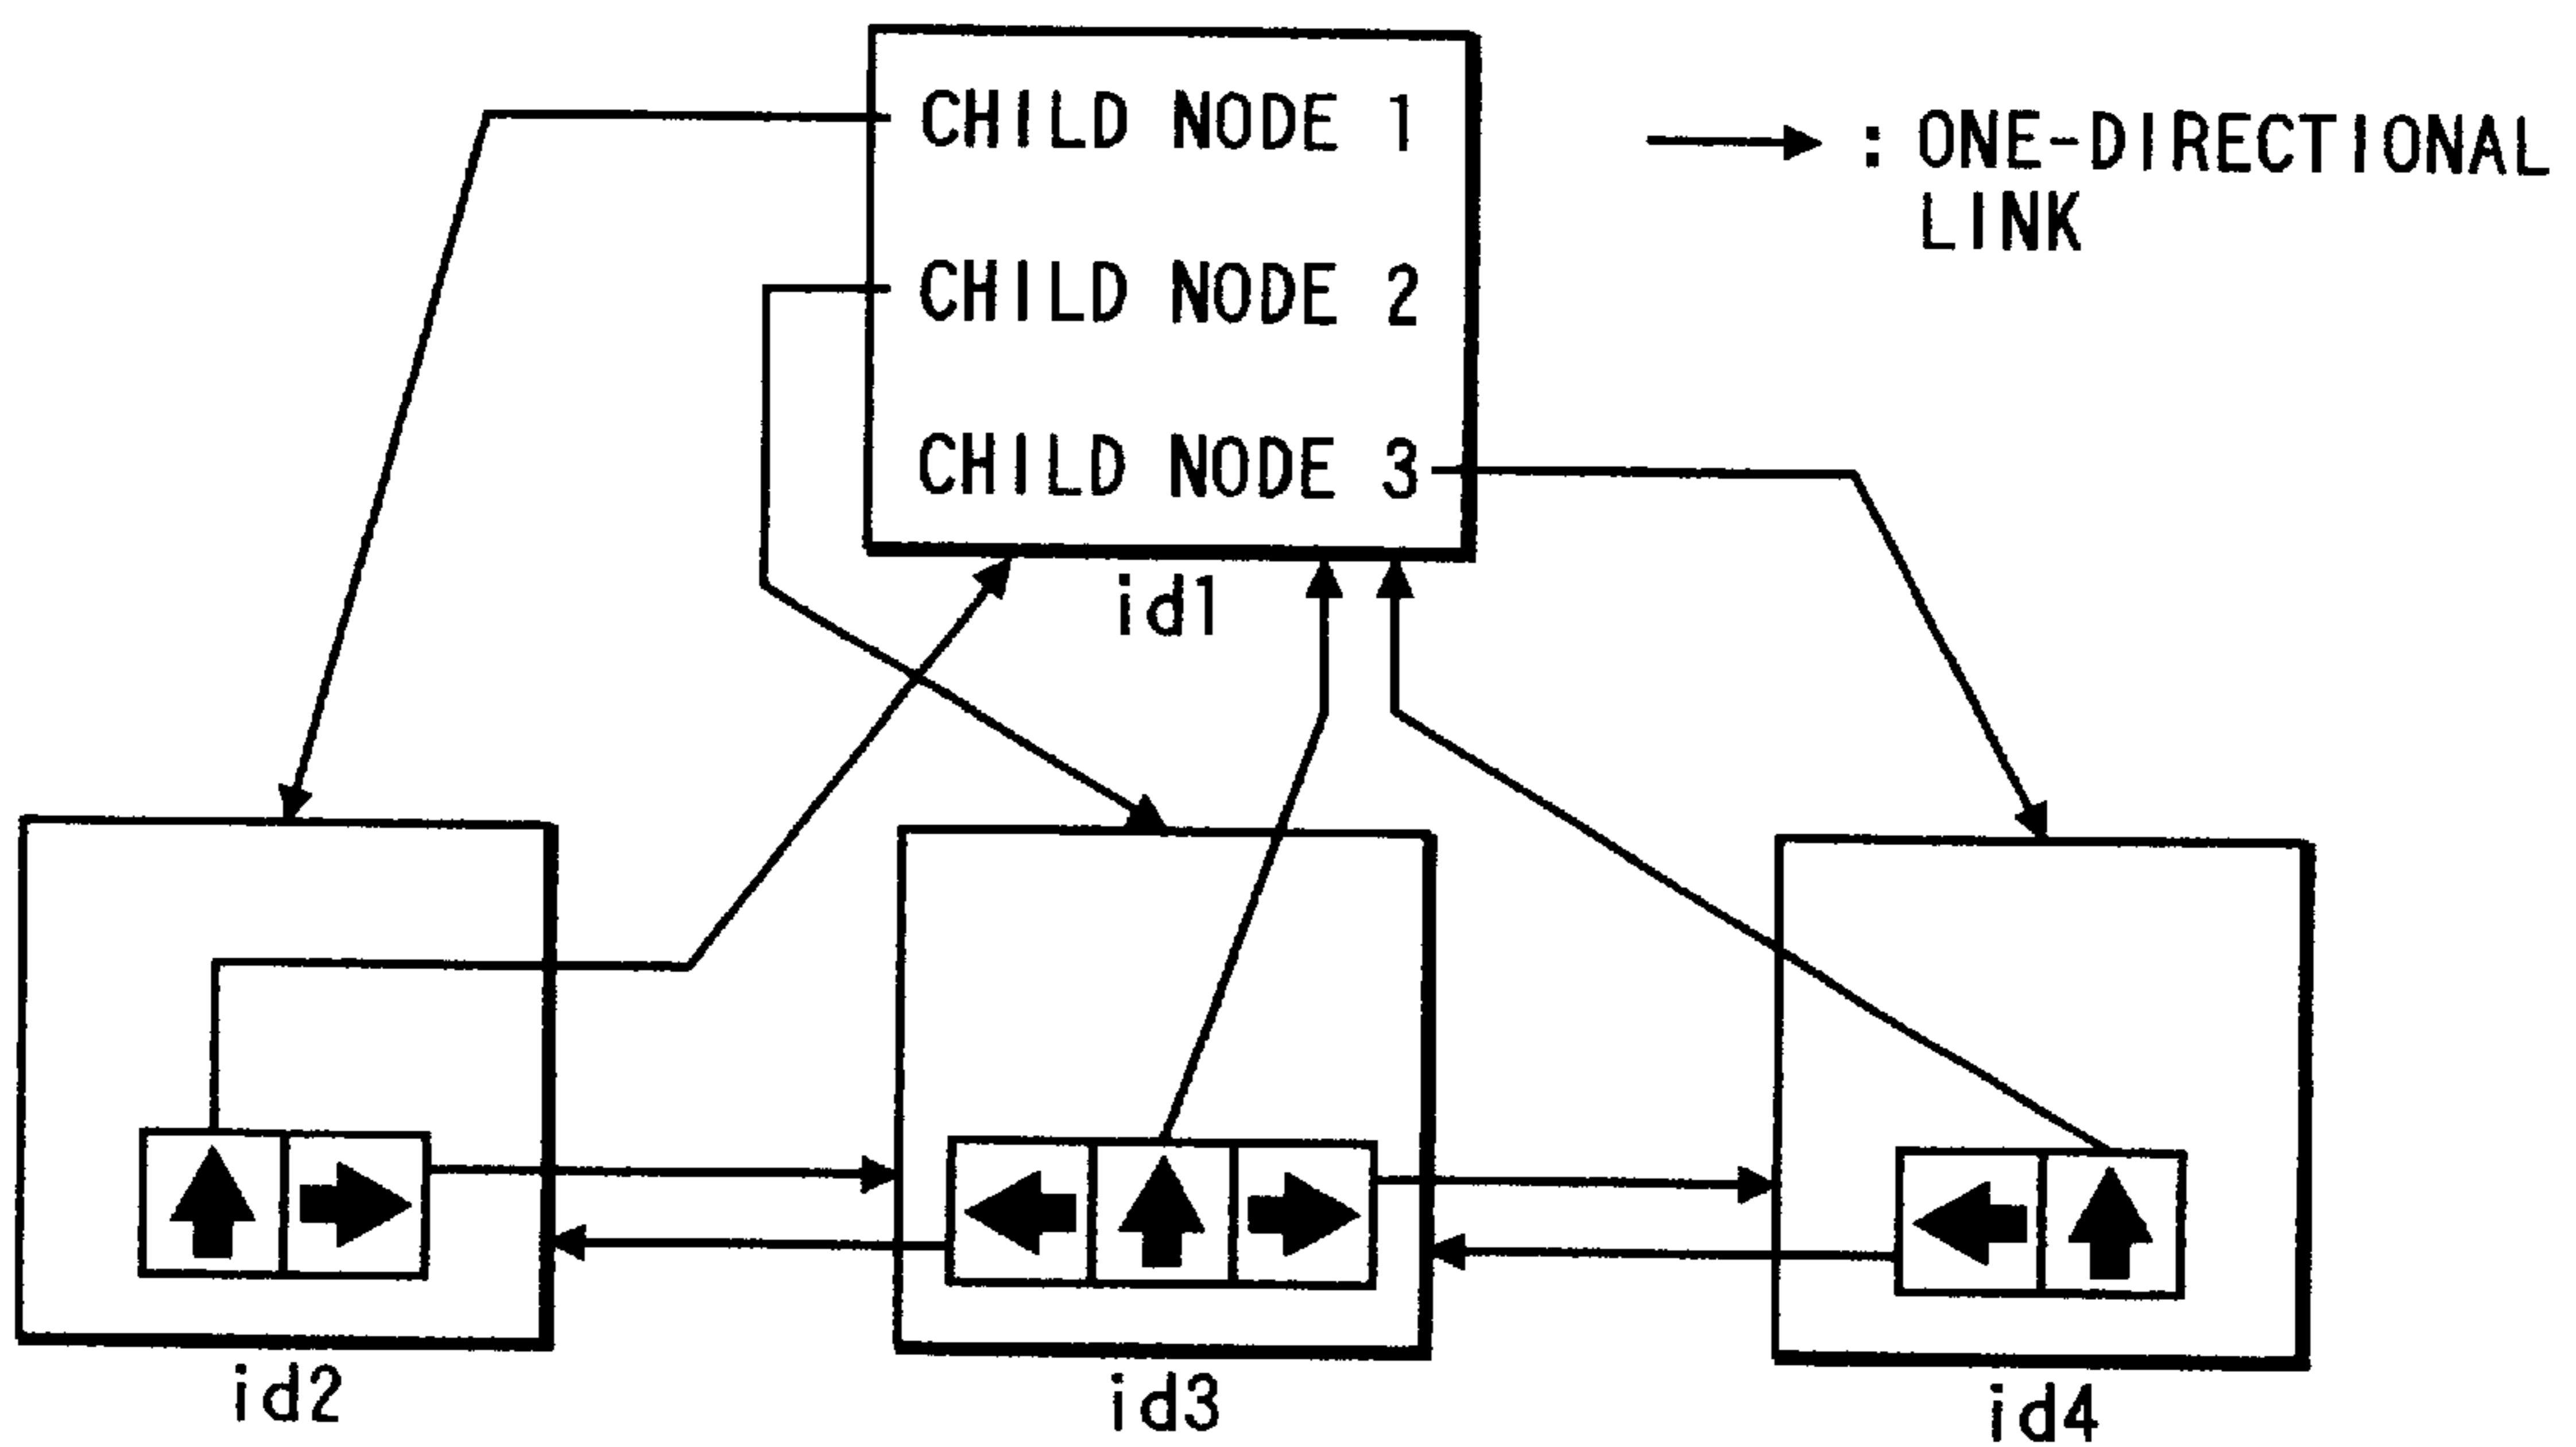 CHILD NODE 1
CHILD NODE 2
CHILD NODE 3
: ONE-DIRECTIONAL
LINK
id1
id2
id3
id4